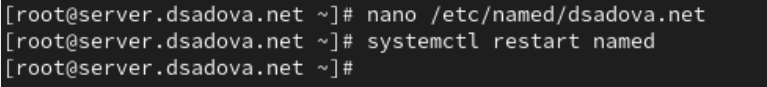 [root@server.dsadova.net ~]# nano /etc/named/dsadova.net
[root@server.dsadova.net ~]# systemctl restart named
[root@server.dsadova.net ~]#